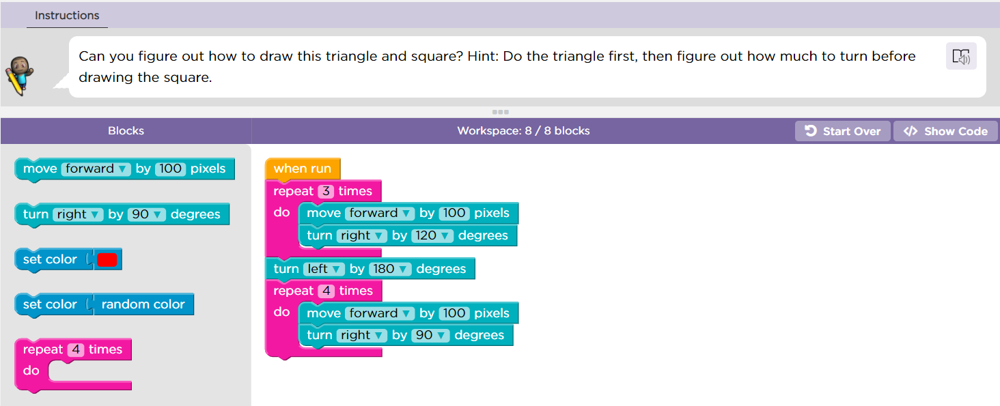 Instructions
Can you figure out how to draw this triangle and square? Hint: Do the triangle first, then figure out how much to turn before
drawing the square.
Blocks
Workspace: 8 / 8 blocks
Start Over
</> Show Code
move forward ▼ by 100 pixels
turn right ▼ by 90 ▼ degrees
set color
set color random color
repeat 4 times
do
when run
repeat 3 times
do move forward ▼ by 100 pixels
turn right ▼ by 120 ▼ degrees
turn left ▼ by 180 ▼ degrees
repeat 4 times
do move forward ▼ by 100 pixels
turn right ▼ by 90 ▼ degrees